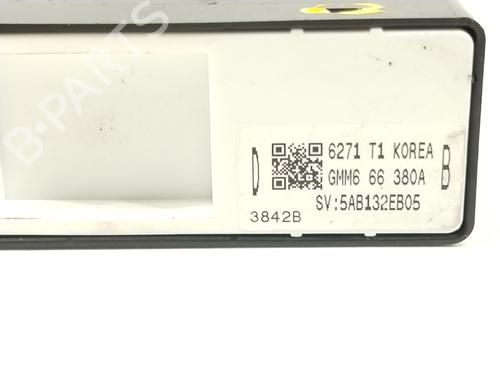 B-PARTS
D
6271 T1 KOREA
GMM6 66 380A
B
SV:5AB132EB05
3842B